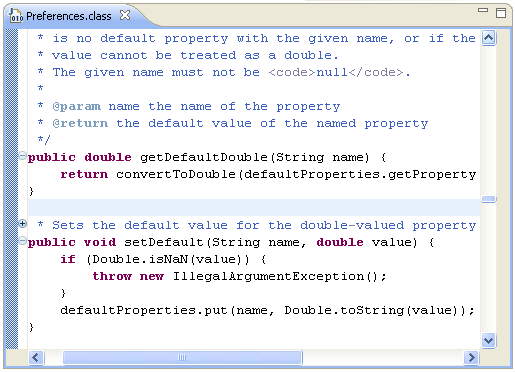 Preferences.class
* is no default property with the given name, or if the
* value cannot be treated as a double.
* The given name must not be <code>null</code>.
*
* @param name the name of the property
* @return the default value of the named property
*/
public double getDefaultDouble(String name) {
return convertToDouble(defaultProperties.getProperty
}
* Sets the default value for the double-valued property
public void setDefault(String name, double value) {
if (Double.isNaN(value)) {
throw new IllegalArgumentException();
}
defaultProperties.put(name, Double.toString(value));
}